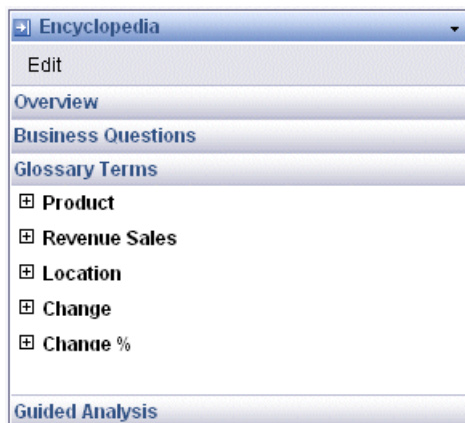 Encyclopedia
Edit
Overview
Business Questions
Glossary Terms
Product
Revenue Sales
Location
Change
Change %
Guided Analysis